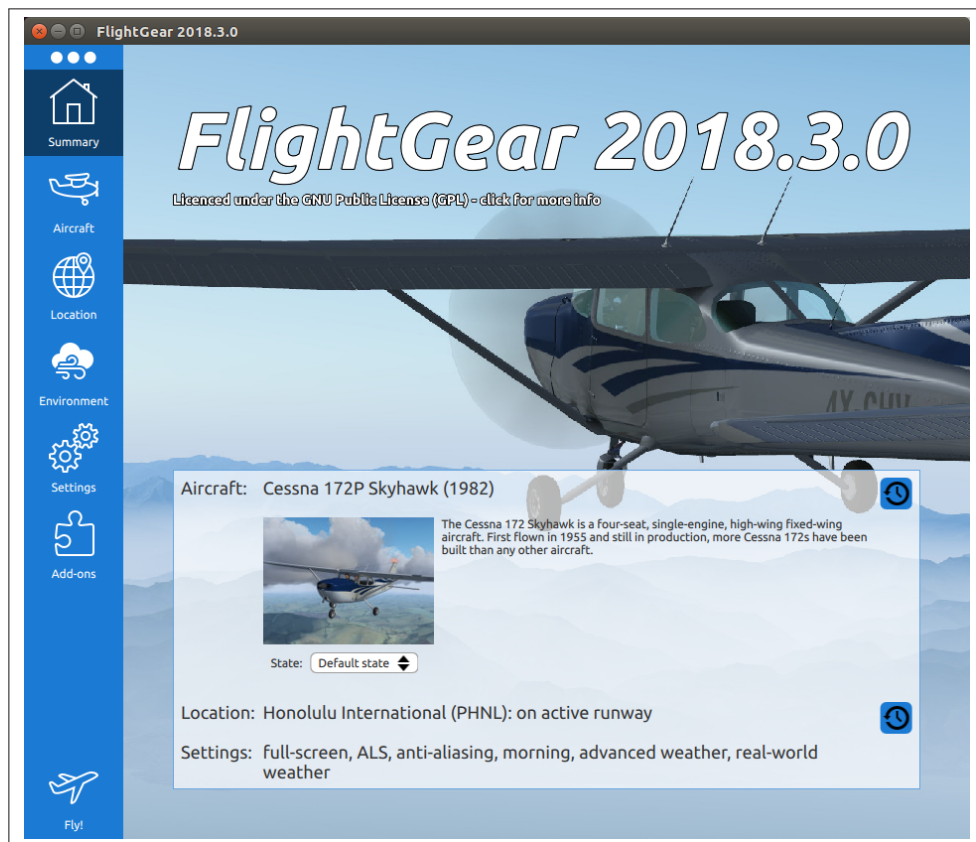 FlightGear 2018.3.0
Summary
Aircraft
Location
Environment
Settings
Add-ons
Fly!
FlightGear 2018.3.0
Licenced under the GNU Public License (GPL) - click for more info
4X-CHV
Aircraft: Cessna 172P Skyhawk (1982)
The Cessna 172 Skyhawk is a four-seat, single-engine, high-wing fixed-wing
aircraft. First flown in 1955 and still in production, more Cessna 172s have been
built than any other aircraft.
State: Default state
Location: Honolulu International (PHNL): on active runway
Settings: full-screen, ALS, anti-aliasing, morning, advanced weather, real-world
weather